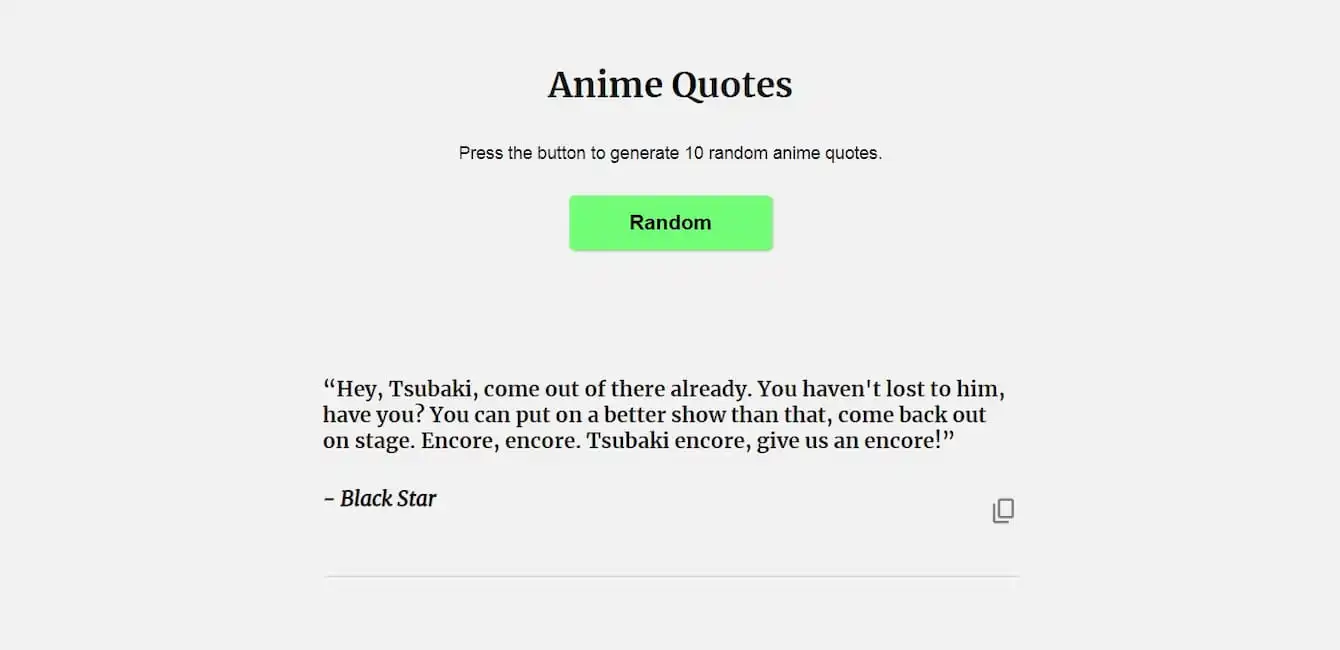 Anime Quotes
Press the button to generate 10 random anime quotes.
Random
“Hey, Tsubaki, come out of there already. You haven't lost to him,
have you? You can put on a better show than that, come back out
on stage. Encore, encore. Tsubaki encore, give us an encore!”
– Black Star